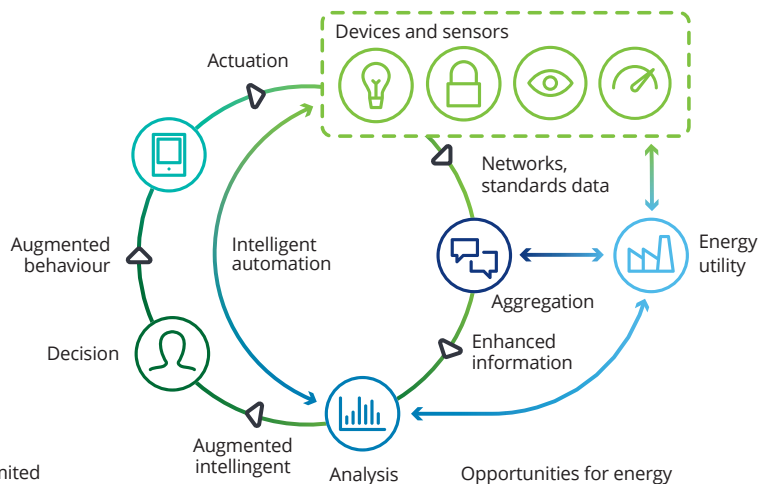 Devices and sensors
Actuation
Networks,
standards data
Augmented
behaviour
Intelligent
automation
Energy
utility
Aggregation
Decision
Enhanced
information
Augmented
intellingent
Analysis
Opportunities for energy